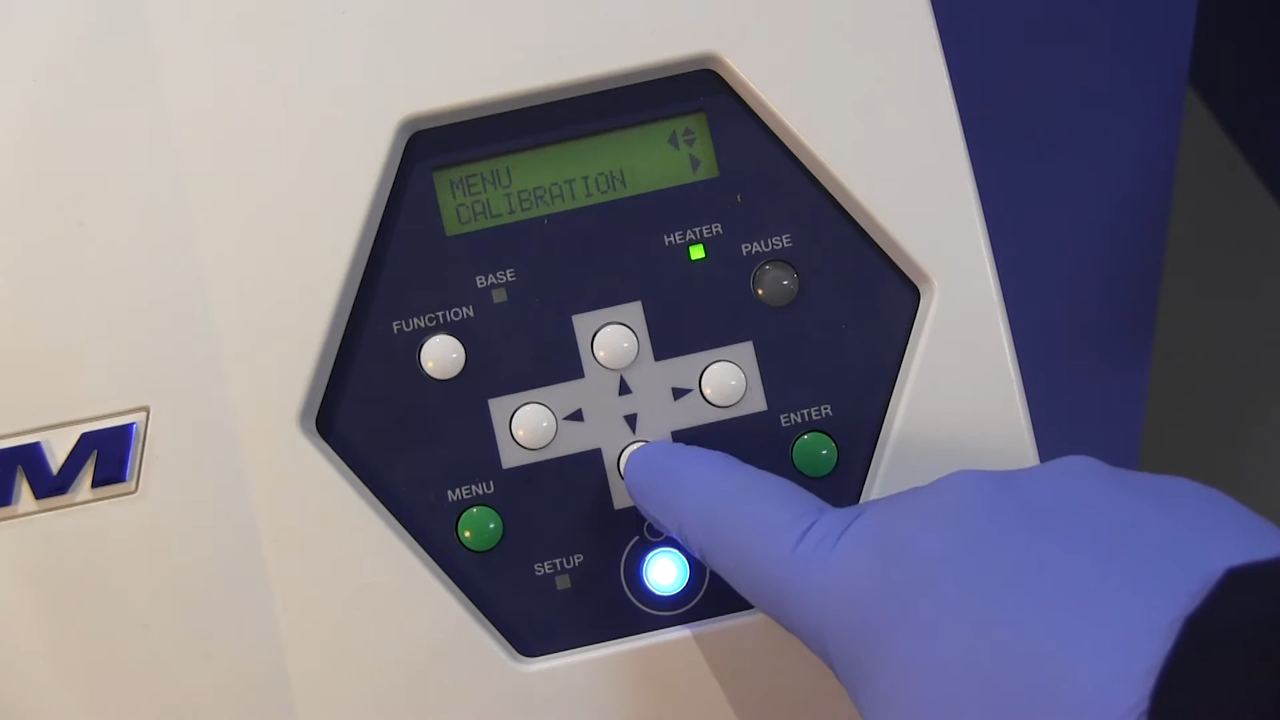 MENU
CALIBRATION
HEATER
PAUSE
BASE
FUNCTION
ENTER
MENU
SETUP
M